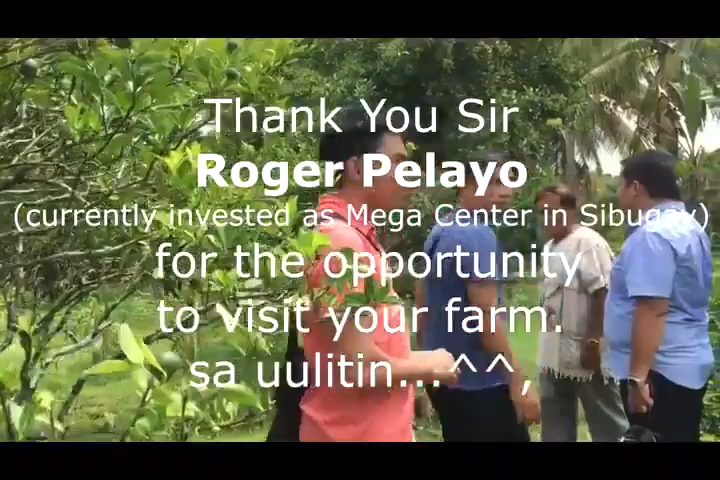 Thank You Sir
Roger Pelayo
(currently invested as Mega Center in Sibugay)
for the opportunity
to visit your farm.
sa uulitin...^^,